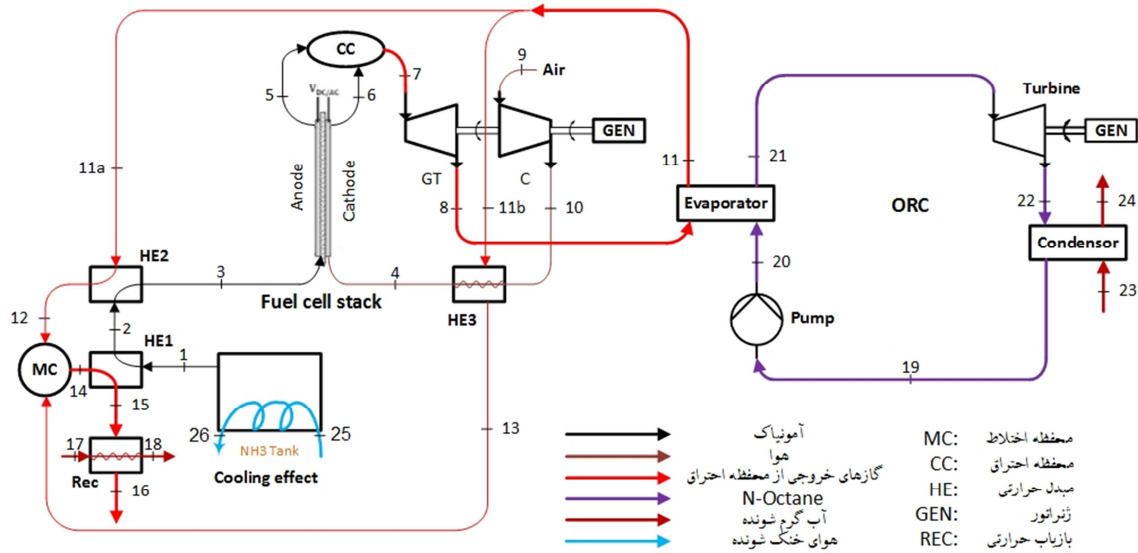 CC
9
Air
7
V DC/AC
5
6
GEN
Turbine
GEN
11a
Anode
Cathode
GT
C
8
11b
10
11
21
Evaporator
ORC
22
24
Condensor
HE2
3
4
20
23
Fuel cell stack
HE3
12
2
HE1
1
Pump
MC
14
15
19
17
18
26
NH3 Tank
25
13
Rec
16
Cooling effect
آمونیاک
هوا
گازهای خروجی از محفظه احتراق
N-Octane
آب گرم شونده
هوای خنک شونده
MC: محفظه اختلاط
CC: محفظه احتراق
HE: مبدل حرارتی
GEN: ژنراتور
REC: بازیاب حرارتی